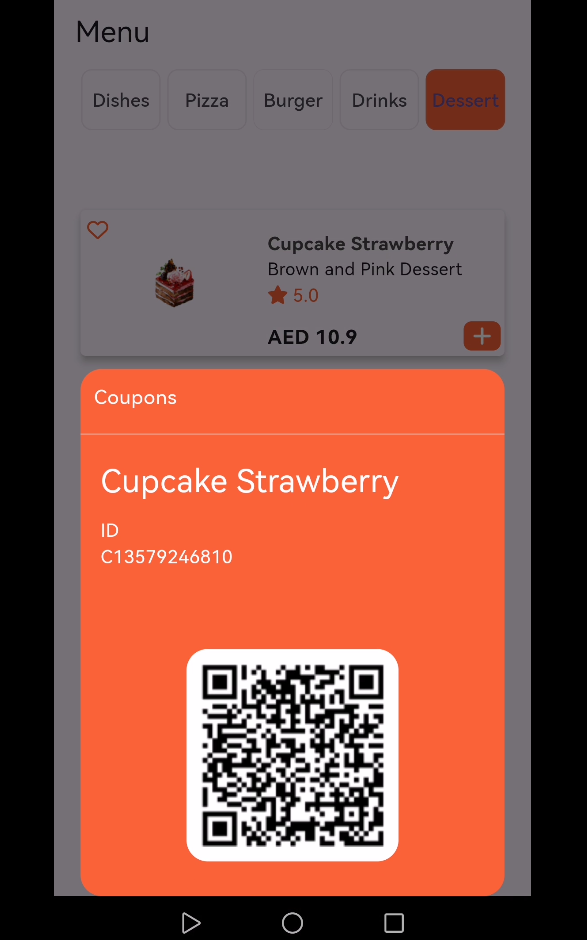 Menu
Dishes Pizza Burger Drinks Dessert
Cupcake Strawberry
Brown and Pink Dessert
5.0
AED 10.9
Coupons
Cupcake Strawberry
ID
C13579246810